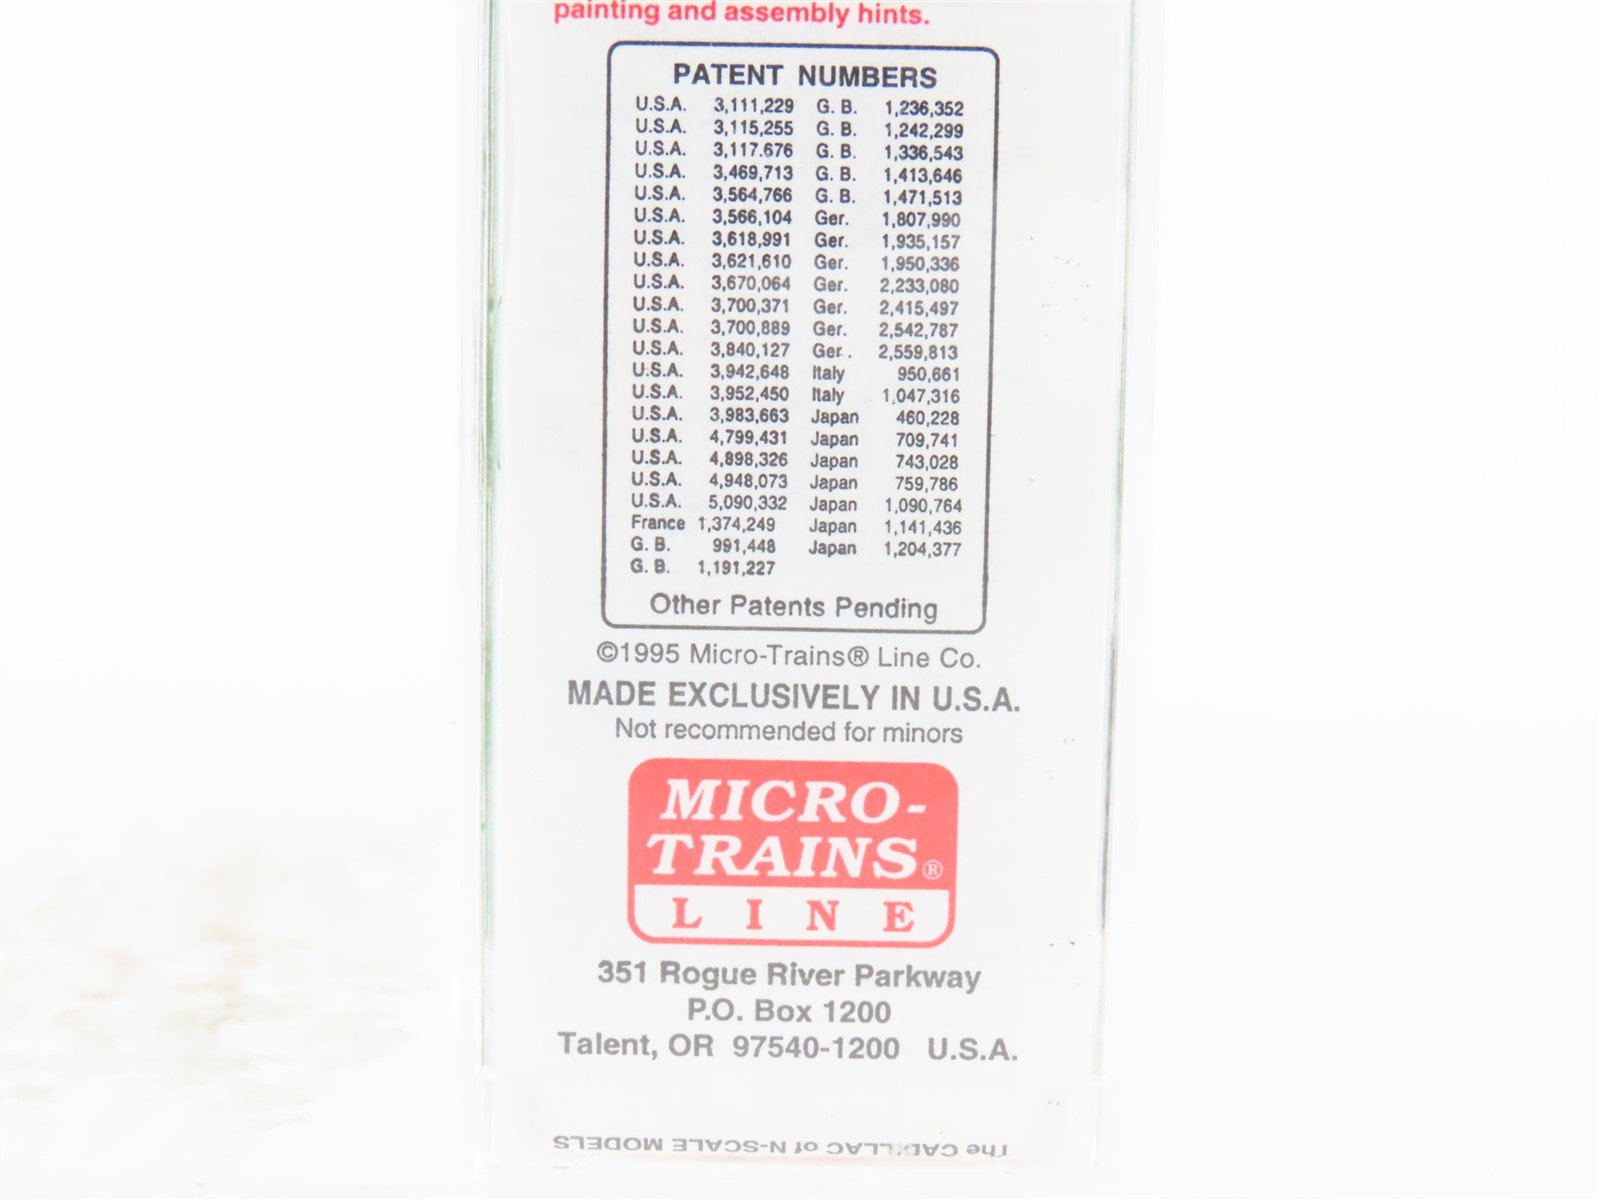 painting and assembly hints.
PATENT NUMBERS
U.S.A. 3,111,229 G. B. 1,236,352
U.S.A. 3,115,255 G. B. 1,242,299
U.S.A. 3,117.676 G. B. 1,336,543
U.S.A. 3,469,713 G. B. 1,413,646
U.S.A. 3,564,766 G. B. 1,471,513
U.S.A. 3,566,104 Ger. 1,807,990
U.S.A. 3,618,991 Ger. 1,935,157
U.S.A. 3,621,610 Ger. 1,950,336
U.S.A. 3,670,064 Ger. 2,233,080
U.S.A. 3,700,371 Ger. 2,415,497
U.S.A. 3,700,889 Ger. 2,542,787
U.S.A. 3,840,127 Ger. 2,559,813
U.S.A. 3,942,648 Italy 950,661
U.S.A. 3,952,450 Italy 1,047,316
U.S.A. 3,983,663 Japan 460,228
U.S.A. 4,799,431 Japan 709,741
U.S.A. 4,898,326 Japan 743,028
U.S.A. 4,948,073 Japan 759,786
U.S.A. 5,090,332 Japan 1,090,764
France 1,374,249 Japan 1,141,436
G. B. 991,448 Japan 1,204,377
G. B. 1,191,227
Other Patents Pending
©1995 Micro-Trains® Line Co.
MADE EXCLUSIVELY IN U.S.A.
Not recommended for minors
MICRO-
TRAINS®
LINE
351 Rogue River Parkway
P.O. Box 1200
Talent, OR 97540-1200 U.S.A.
The CADILLAC of N-SCALE MODELS